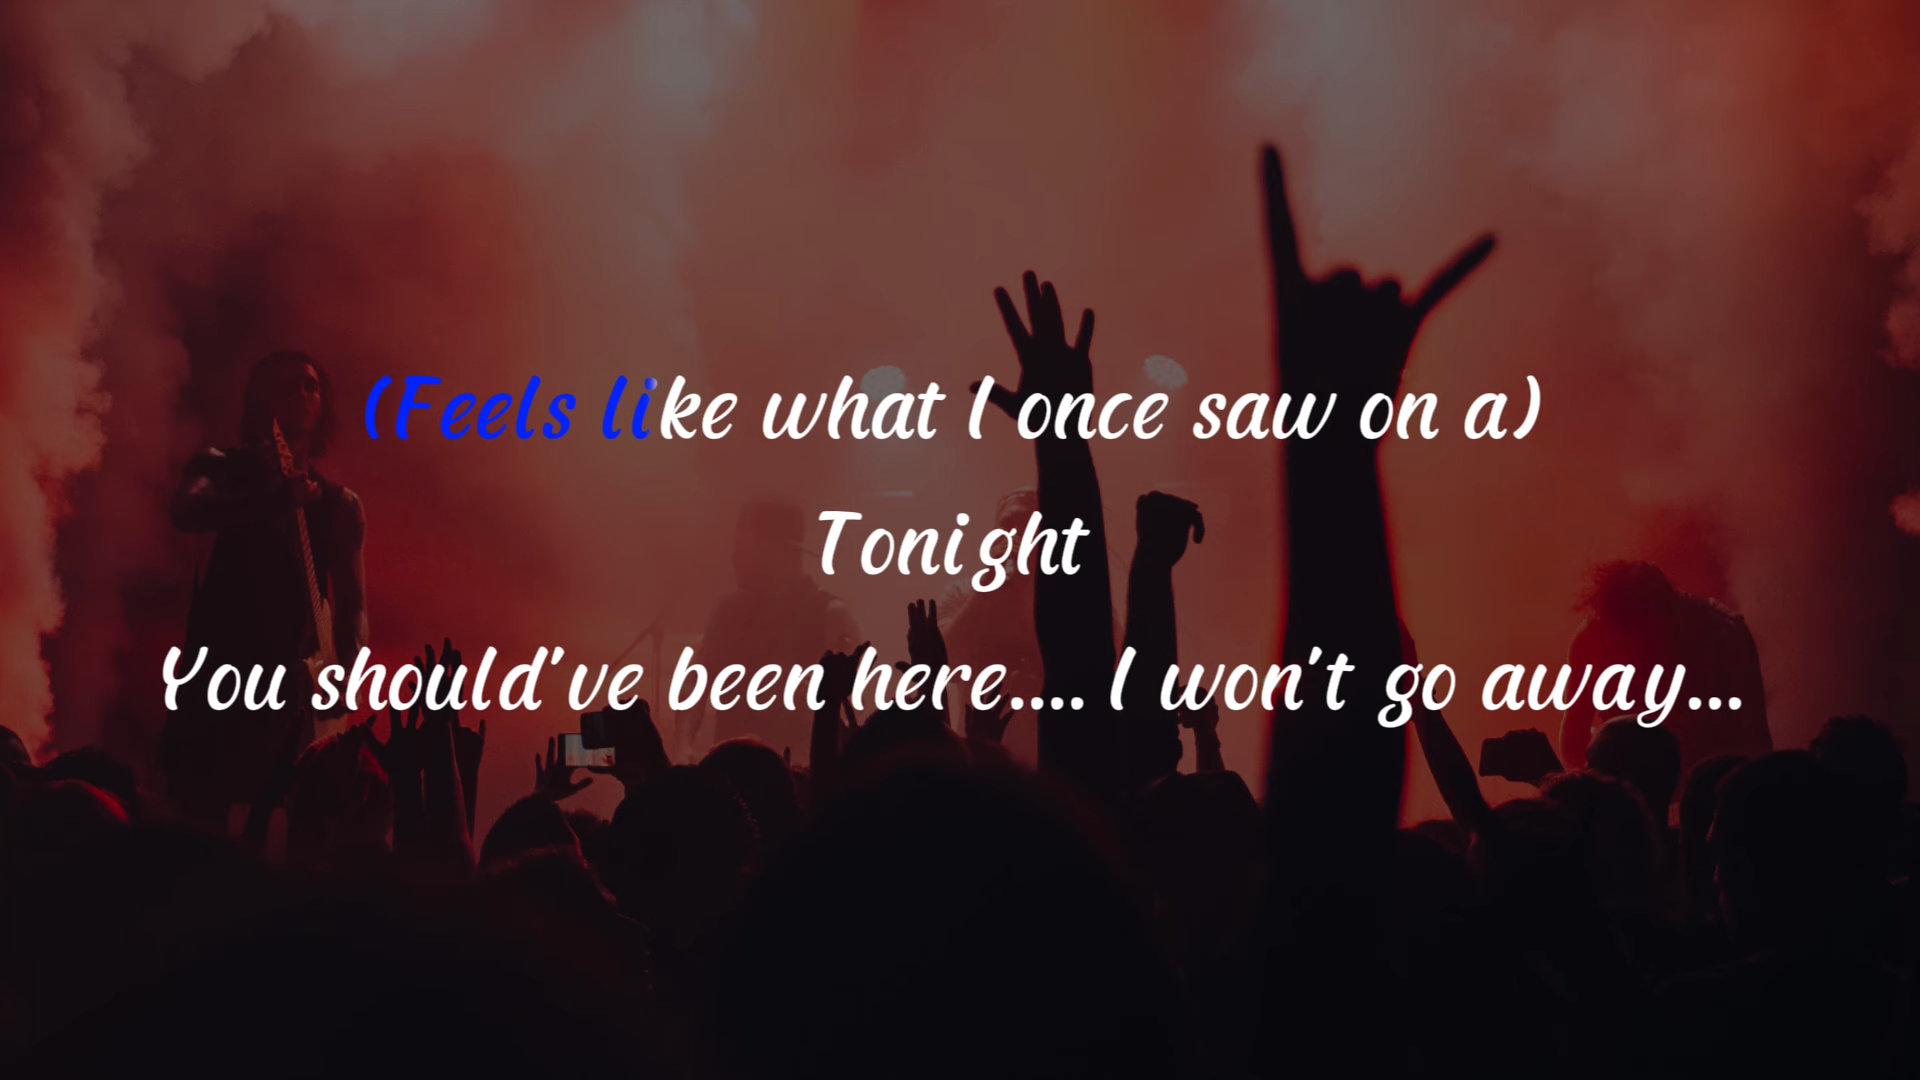 (Feels like what I once saw on a)
Tonight
You should've been here.... I won't go away...